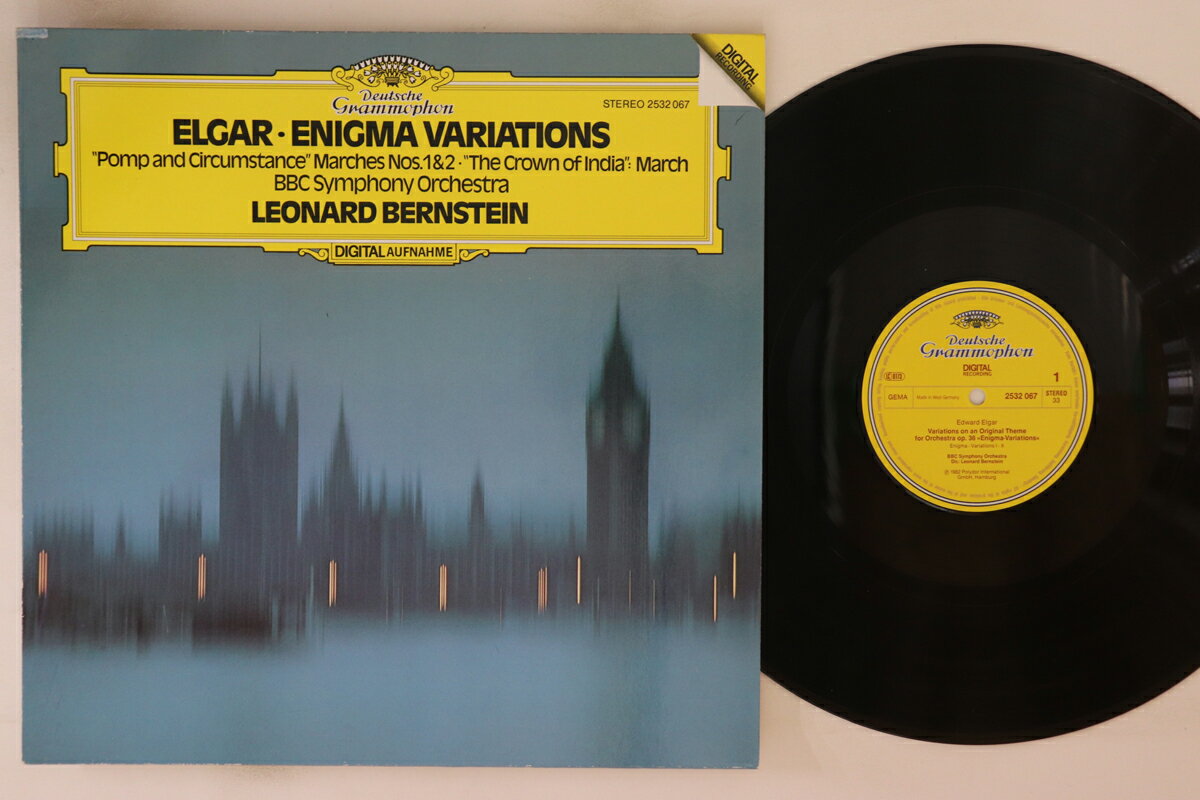 DIGITAL
RECORDING
Deutsche
Grammophon
STEREO 2532 067
ELGAR · ENIGMA VARIATIONS
"Pomp and Circumstance" Marches Nos. 1 & 2 · "The Crown of India": March
BBC Symphony Orchestra
LEONARD BERNSTEIN
DIGITAL AUFNAHME
Deutsche
Grammophon
DIGITAL
RECORDING
1
GEMA
Made in West Germany
2532 067
STEREO
33
Edward Elgar
Variations on an Original Theme
for Orchestra op. 36 «Enigma-Variations»
BBC Symphony Orchestra
Dir.: Leonard Bernstein
℗ 1982 Polydor International
GmbH, Hamburg